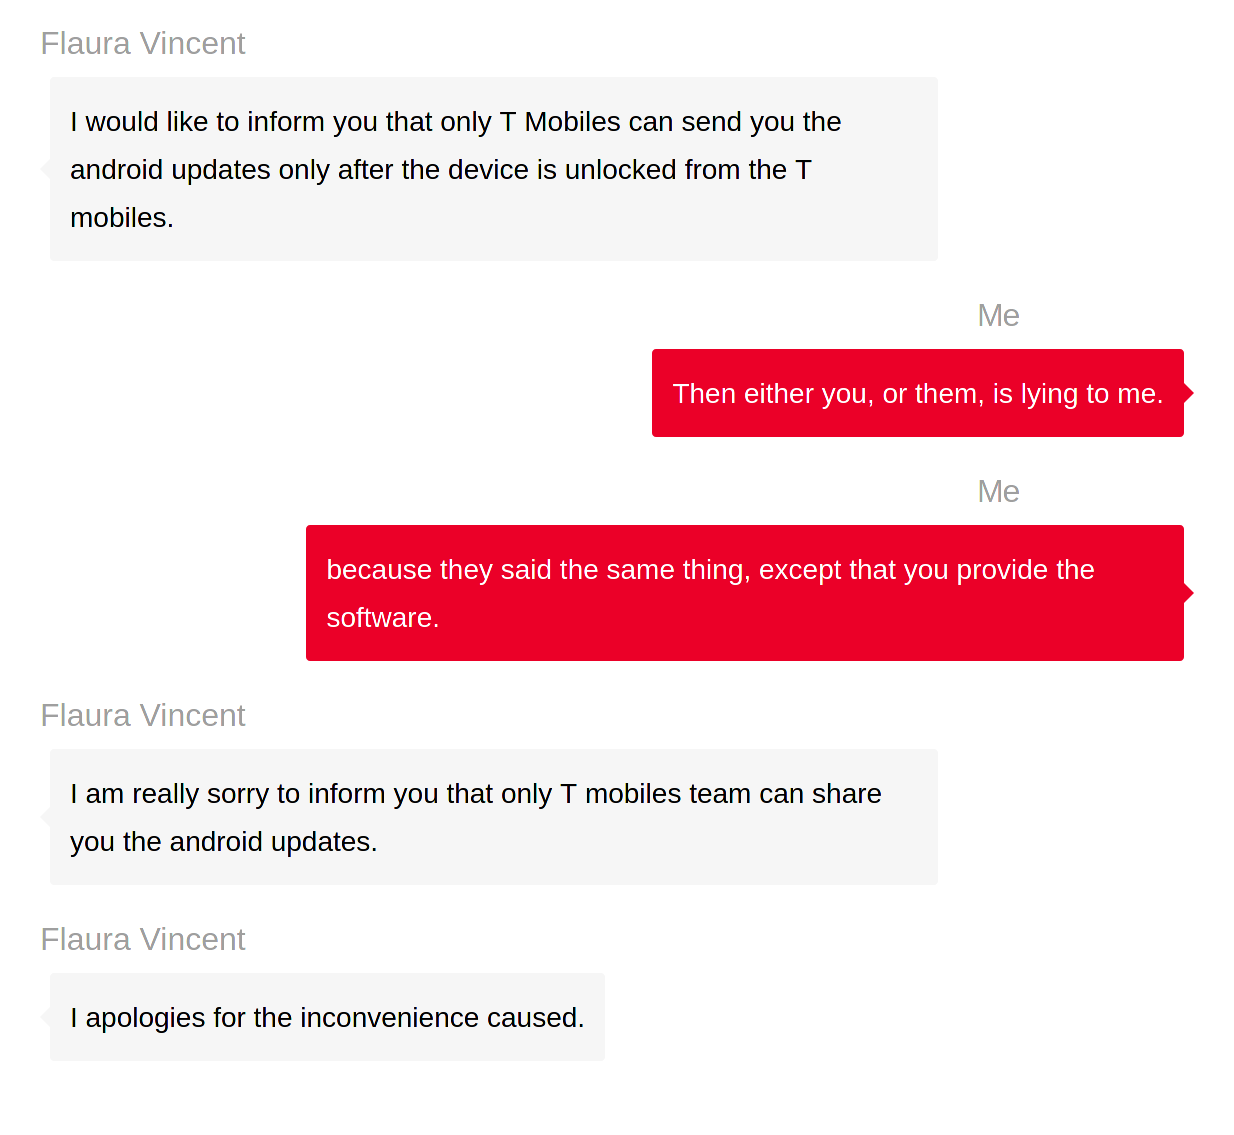 Flaura Vincent
I would like to inform you that only T Mobiles can send you the
android updates only after the device is unlocked from the T
mobiles.
Me
Then either you, or them, is lying to me.
Me
because they said the same thing, except that you provide the
software.
Flaura Vincent
I am really sorry to inform you that only T mobiles team can share
you the android updates.
Flaura Vincent
I apologies for the inconvenience caused.